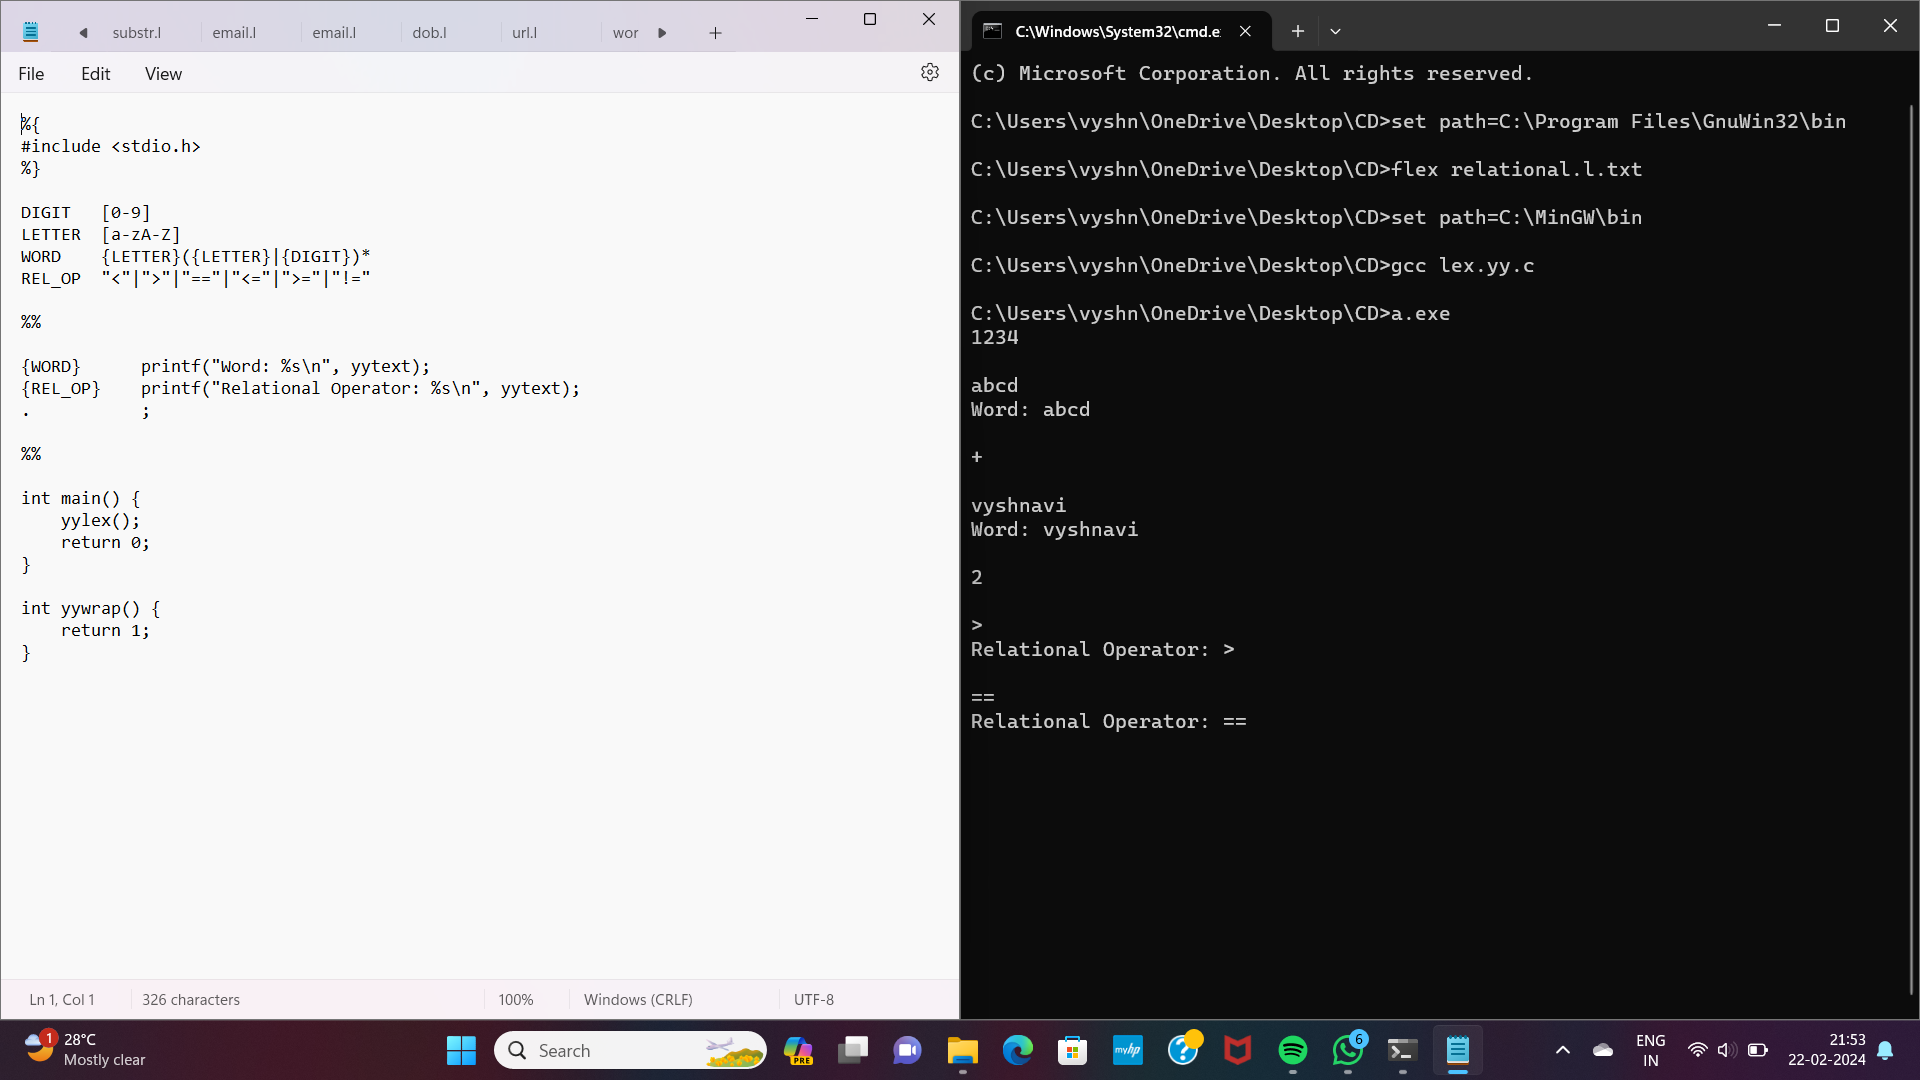 substr.l email.l email.l dob.l url.l wor
File Edit View
%{
#include <stdio.h>
%}
DIGIT [0-9]
LETTER [a-zA-Z]
WORD {LETTER}({LETTER}|{DIGIT})*
REL_OP "<"|">"|"=="|"<="|">="|"!="
%%
{WORD} printf("Word: %s\n", yytext);
{REL_OP} printf("Relational Operator: %s\n", yytext);
. ;
%%
int main() {
yylex();
return 0;
}
int yywrap() {
return 1;
}
Ln 1, Col 1 326 characters 100% Windows (CRLF) UTF-8
C:\Windows\System32\cmd.e
(c) Microsoft Corporation. All rights reserved.
C:\Users\vyshn\OneDrive\Desktop\CD>set path=C:\Program Files\GnuWin32\bin
C:\Users\vyshn\OneDrive\Desktop\CD>flex relational.l.txt
C:\Users\vyshn\OneDrive\Desktop\CD>set path=C:\MinGW\bin
C:\Users\vyshn\OneDrive\Desktop\CD>gcc lex.yy.c
C:\Users\vyshn\OneDrive\Desktop\CD>a.exe
1234
abcd
Word: abcd
+
vyshnavi
Word: vyshnavi
2
>
Relational Operator: >
==
Relational Operator: ==
1
28°C
Mostly clear
Search
PRE
myhp
?
6
ENG
IN
21:53
22-02-2024